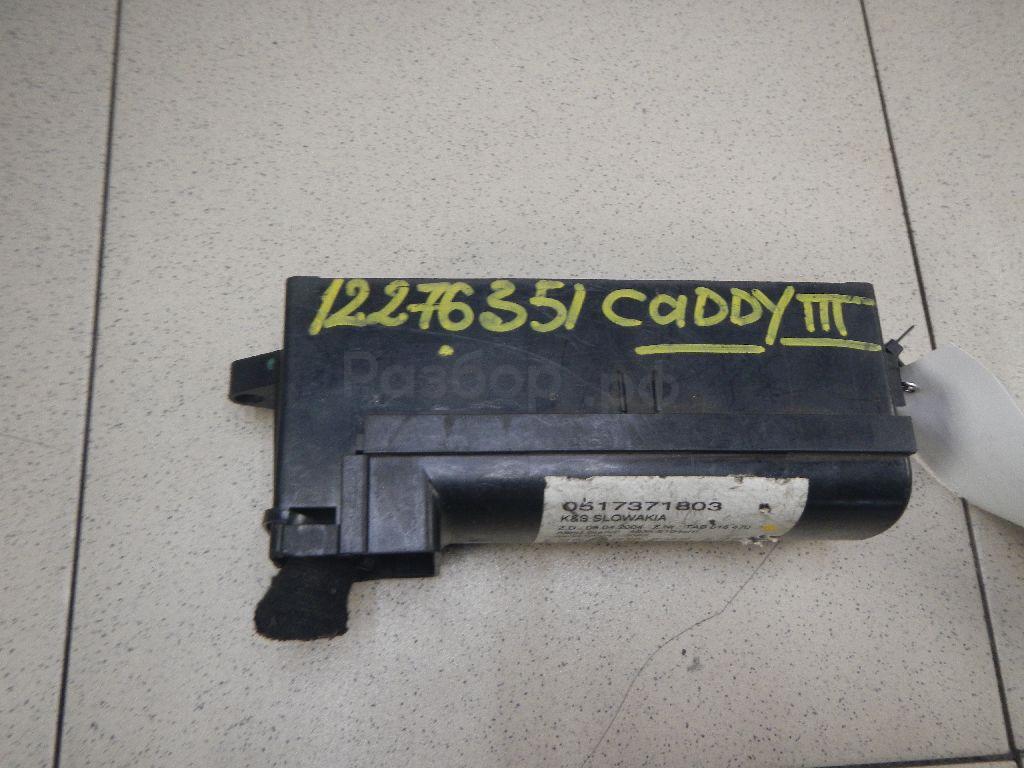 12276351 CaDDY III
Разбор.рф
0517371803
K&S SLOWAKIA
Z.D.